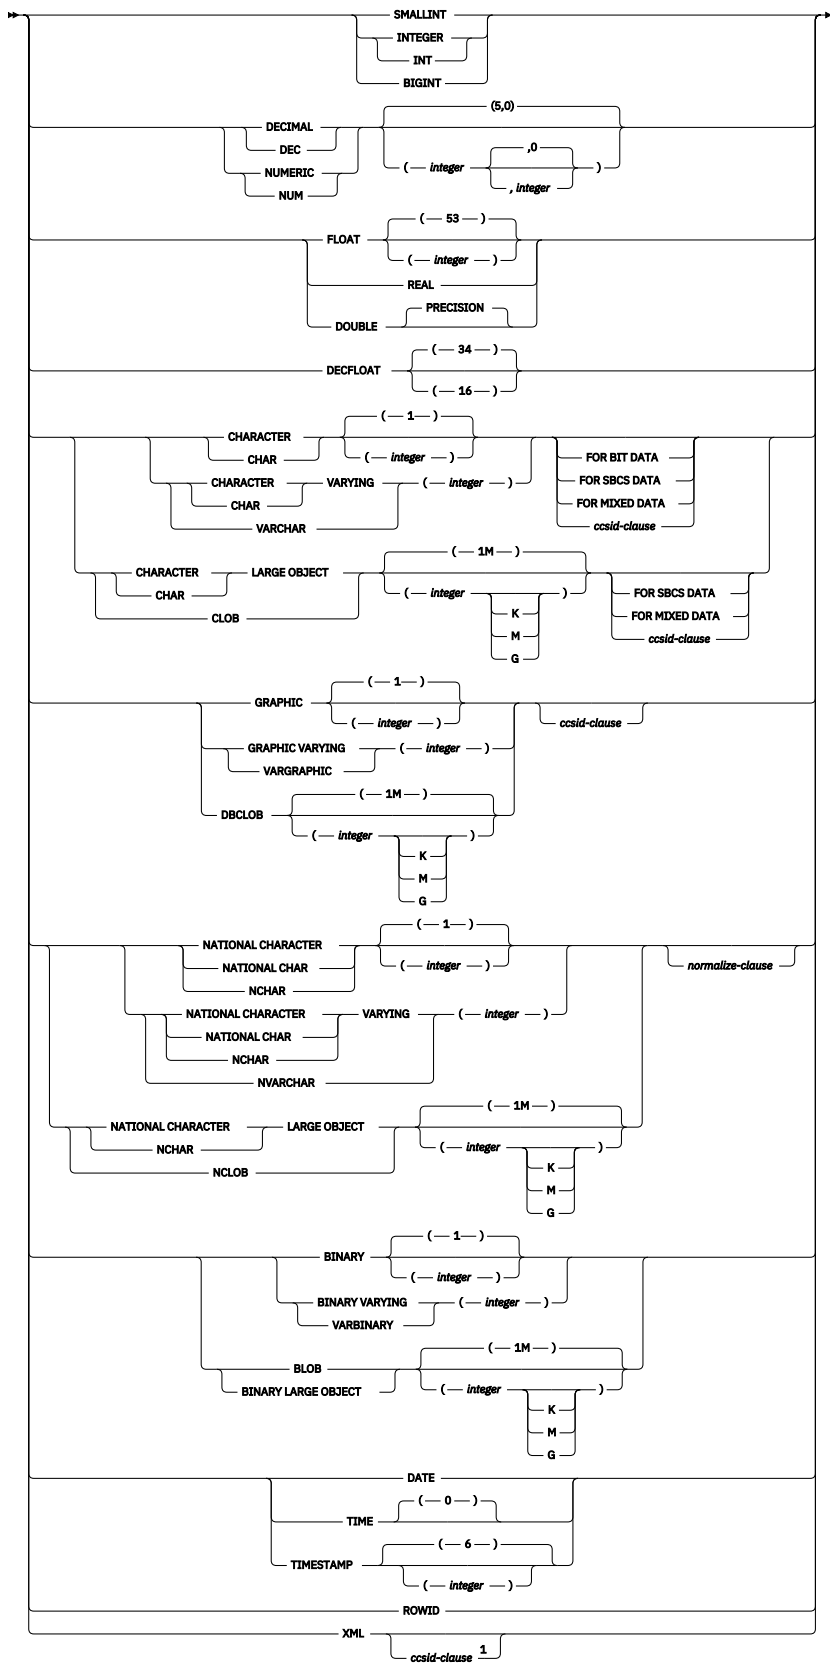 SMALLINT
INTEGER
INT
BIGINT
(5,0)
DECIMAL
DEC
,0
NUMERIC
( integer )
NUM
, integer
( 53 )
FLOAT
( integer )
REAL
PRECISION
DOUBLE
( 34 )
DECFLOAT
( 16 )
( 1 )
CHARACTER
CHAR
( integer )
FOR BIT DATA
CHARACTER VARYING ( integer )
FOR SBCS DATA
CHAR
FOR MIXED DATA
VARCHAR
ccsid-clause
( 1M )
CHARACTER LARGE OBJECT
CHAR
( integer )
FOR SBCS DATA
CLOB
K
FOR MIXED DATA
M
ccsid-clause
G
( 1 )
GRAPHIC
( integer )
ccsid-clause
GRAPHIC VARYING ( integer )
VARGRAPHIC
( 1M )
DBCLOB
( integer )
K
M
G
( 1 )
NATIONAL CHARACTER
NATIONAL CHAR
( integer )
normalize-clause
NCHAR
NATIONAL CHARACTER VARYING ( integer )
NATIONAL CHAR
NCHAR
NVARCHAR
( 1M )
NATIONAL CHARACTER LARGE OBJECT
NCHAR
( integer )
NCLOB
K
M
G
( 1 )
BINARY
( integer )
BINARY VARYING ( integer )
VARBINARY
( 1M )
BLOB
BINARY LARGE OBJECT
( integer )
K
M
G
DATE
( 0 )
TIME
( 6 )
TIMESTAMP
( integer )
ROWID
XML
ccsid-clause 1